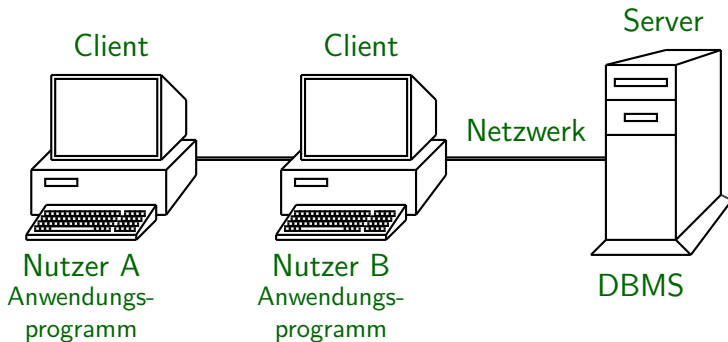 Client
Client
Server
Netzwerk
Nutzer A
Anwendungs-
programm
Nutzer B
Anwendungs-
programm
DBMS